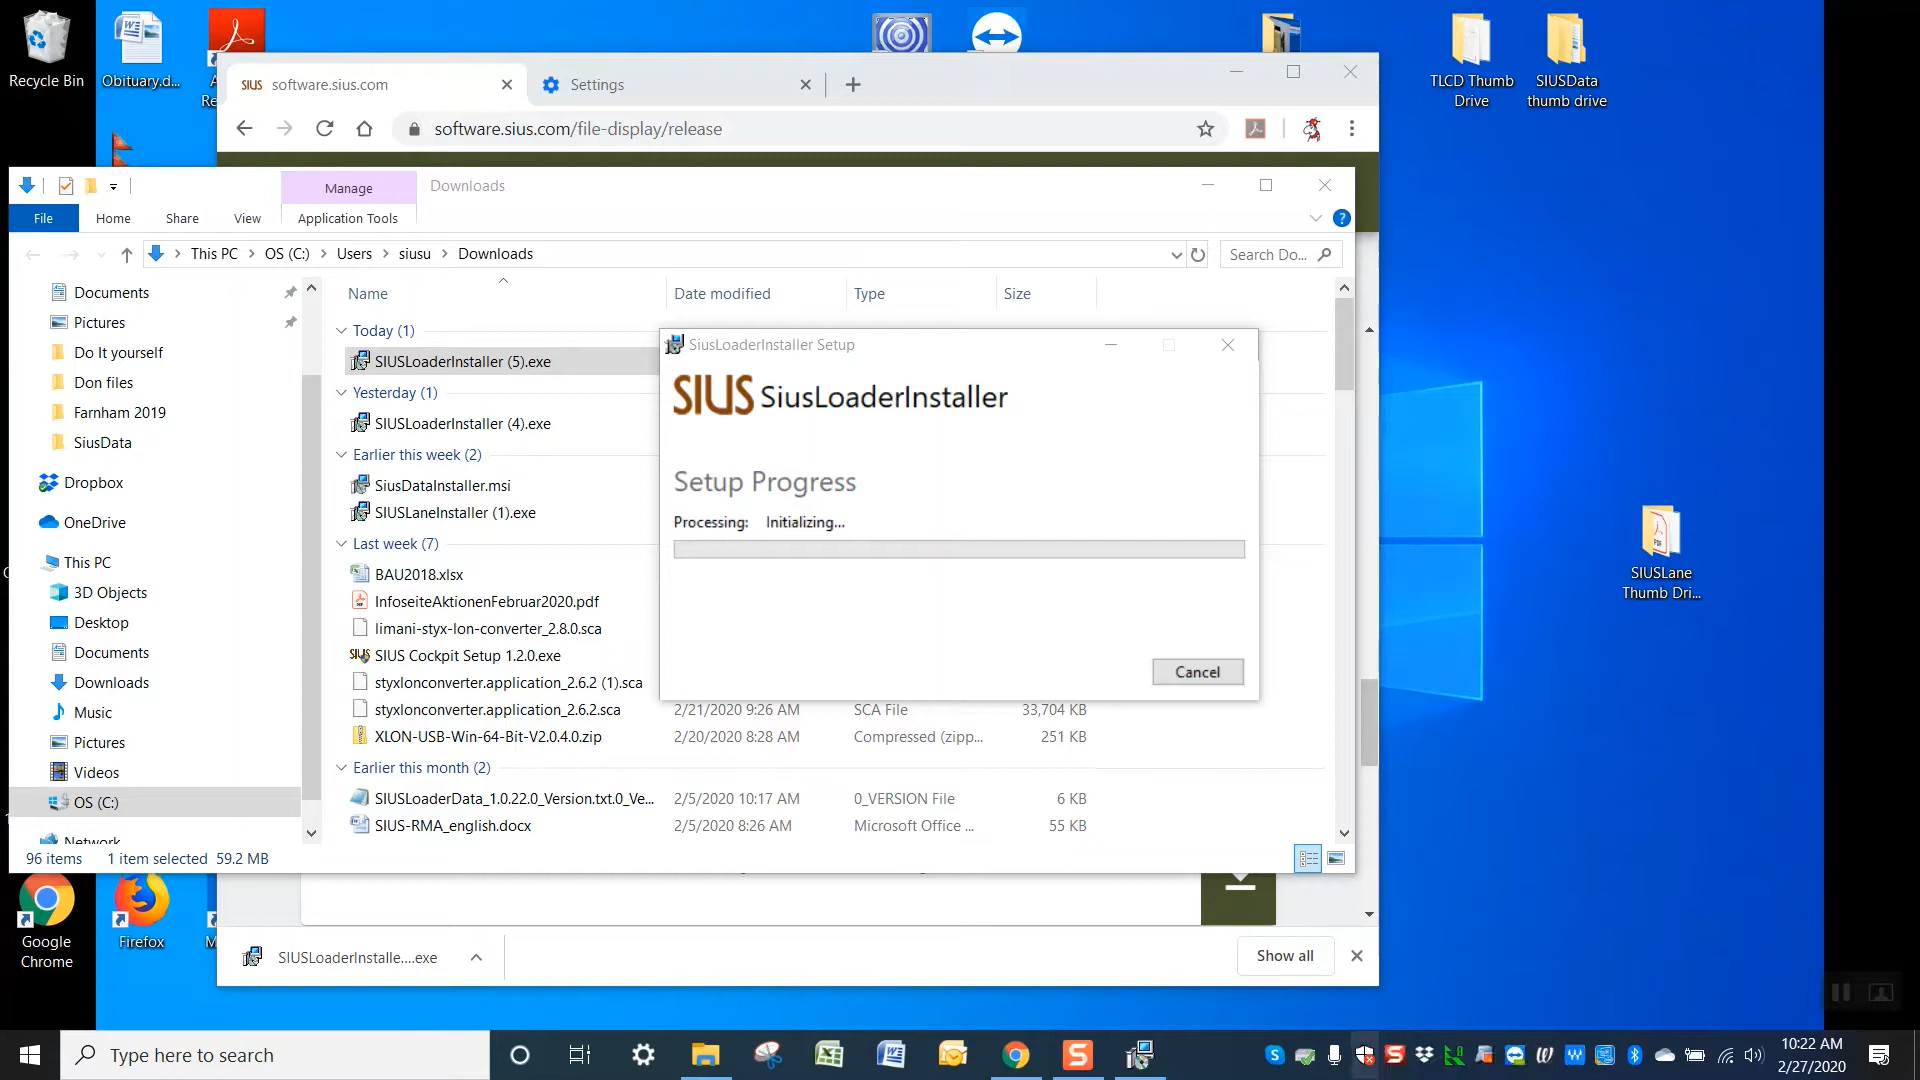 Recycle Bin
Obituary.d...
A
Re
TLCD Thumb
Drive
SIUSData
thumb drive
SIUS software.sius.com
Settings
software.sius.com/file-display/release
Manage
Downloads
File
Home
Share
View
Application Tools
This PC > OS (C:) > Users > siusu > Downloads
Search Do...
Documents
Pictures
Do It yourself
Don files
Farnham 2019
SiusData
Dropbox
OneDrive
This PC
3D Objects
Desktop
Documents
Downloads
Music
Pictures
Videos
OS (C:)
Network
Name
Date modified
Type
Size
Today (1)
SIUSLoaderInstaller (5).exe
Yesterday (1)
SIUSLoaderInstaller (4).exe
Earlier this week (2)
SiusDataInstaller.msi
SIUSLaneInstaller (1).exe
Last week (7)
BAU2018.xlsx
InfoseiteAktionenFebruar2020.pdf
limani-styx-lon-converter_2.8.0.sca
SIUS Cockpit Setup 1.2.0.exe
styxlonconverter.application_2.6.2 (1).sca
styxlonconverter.application_2.6.2.sca 2/21/2020 9:26 AM SCA File 33,704 KB
XLON-USB-Win-64-Bit-V2.0.4.0.zip 2/20/2020 8:28 AM Compressed (zipp... 251 KB
Earlier this month (2)
SIUSLoaderData_1.0.22.0_Version.txt.0_Ve... 2/5/2020 10:17 AM 0_VERSION File 6 KB
SIUS-RMA_english.docx 2/5/2020 8:26 AM Microsoft Office ... 55 KB
96 items
1 item selected 59.2 MB
SiusLoaderInstaller Setup
SIUS SiusLoaderInstaller
Setup Progress
Processing: Initializing...
Cancel
SIUSLane
Thumb Dri...
Google
Chrome
Firefox
M
SIUSLoaderInstalle....exe
Show all
Type here to search
10:22 AM
2/27/2020